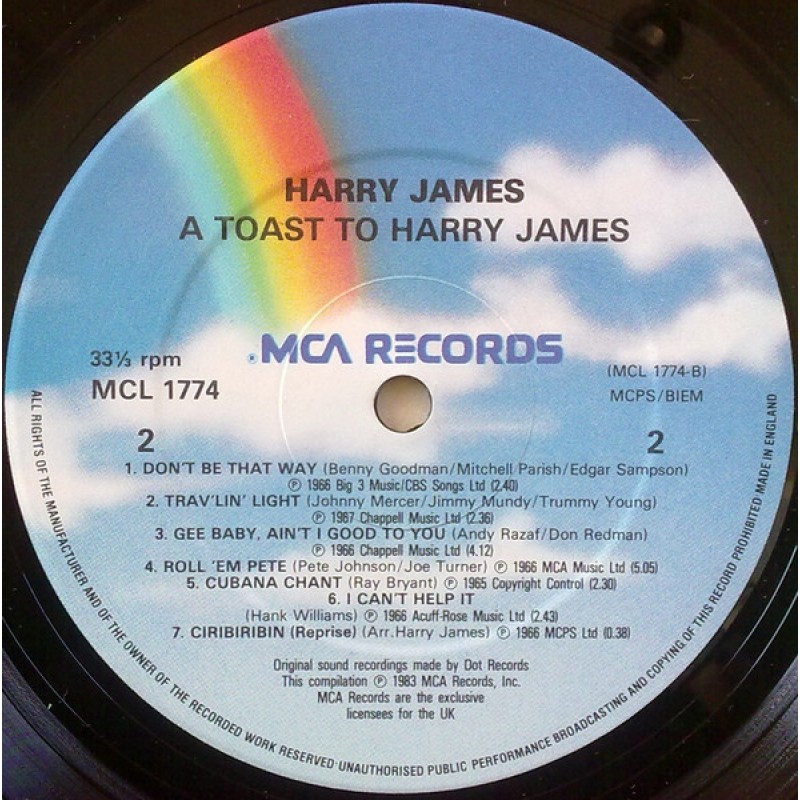 HARRY JAMES
A TOAST TO HARRY JAMES
®MCA RECORDS
33⅓ rpm
MCL 1774
(MCL 1774-B)
MCPS/BIEM
2
2
1. DON'T BE THAT WAY (Benny Goodman/Mitchell Parish/Edgar Sampson)
℗ 1966 Big 3 Music/CBS Songs Ltd (2.40)
2. TRAV'LIN' LIGHT (Johnny Mercer/Jimmy Mundy/Trummy Young)
℗ 1967 Chappell Music Ltd (2.36)
3. GEE BABY, AIN'T I GOOD TO YOU (Andy Razaf/Don Redman)
℗ 1966 Chappell Music Ltd (4.12)
4. ROLL 'EM PETE (Pete Johnson/Joe Turner) ℗ 1966 MCA Music Ltd (5.05)
5. CUBANA CHANT (Ray Bryant) ℗ 1965 Copyright Control (2.30)
6. I CAN'T HELP IT
(Hank Williams) ℗ 1966 Acuff-Rose Music Ltd (2.43)
7. CIRIBIRIBIN (Reprise) (Arr. Harry James) ℗ 1966 MCPS Ltd (0.38)
Original sound recordings made by Dot Records
This compilation ℗ 1983 MCA Records, Inc.
MCA Records are the exclusive
licensees for the UK
ALL RIGHTS OF THE MANUFACTURER AND OF THE OWNER OF THE RECORDED WORK RESERVED·UNAUTHORISED PUBLIC PERFORMANCE BROADCASTING AND COPYING OF THIS RECORD PROHIBITED·MADE IN ENGLAND